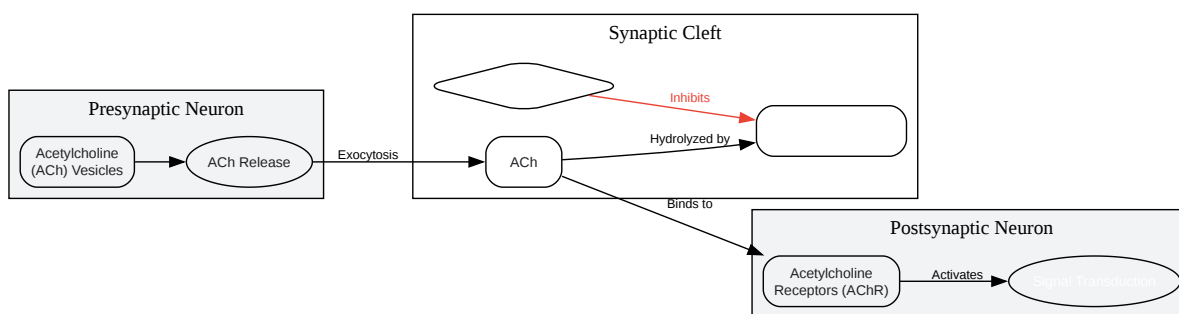 Synaptic Cleft
Presynaptic Neuron
Acetylcholine
(ACh) Vesicles
ACh Release
Exocytosis
ACh
Inhibits
Hydrolyzed by
Binds to
Postsynaptic Neuron
Acetylcholine
Receptors (AChR)
Activates
Signal Transduction